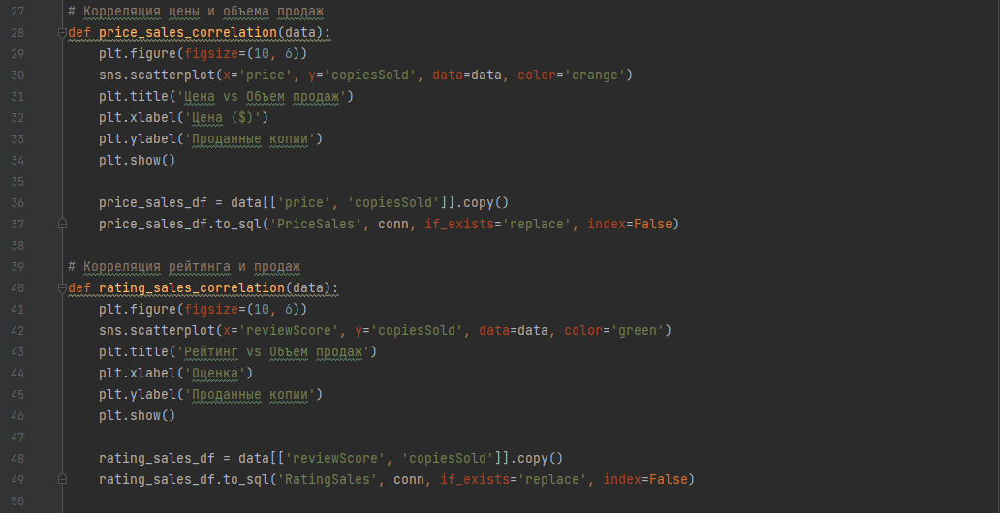 27 # Корреляция цены и объема продаж
28 def price_sales_correlation(data):
29     plt.figure(figsize=(10, 6))
30     sns.scatterplot(x='price', y='copiesSold', data=data, color='orange')
31     plt.title('Цена vs Объем продаж')
32     plt.xlabel('Цена ($)')
33     plt.ylabel('Проданные копии')
34     plt.show()
35
36     price_sales_df = data[['price', 'copiesSold']].copy()
37     price_sales_df.to_sql('PriceSales', conn, if_exists='replace', index=False)
38
39 # Корреляция рейтинга и продаж
40 def rating_sales_correlation(data):
41     plt.figure(figsize=(10, 6))
42     sns.scatterplot(x='reviewScore', y='copiesSold', data=data, color='green')
43     plt.title('Рейтинг vs Объем продаж')
44     plt.xlabel('Оценка')
45     plt.ylabel('Проданные копии')
46     plt.show()
47
48     rating_sales_df = data[['reviewScore', 'copiesSold']].copy()
49     rating_sales_df.to_sql('RatingSales', conn, if_exists='replace', index=False)
50